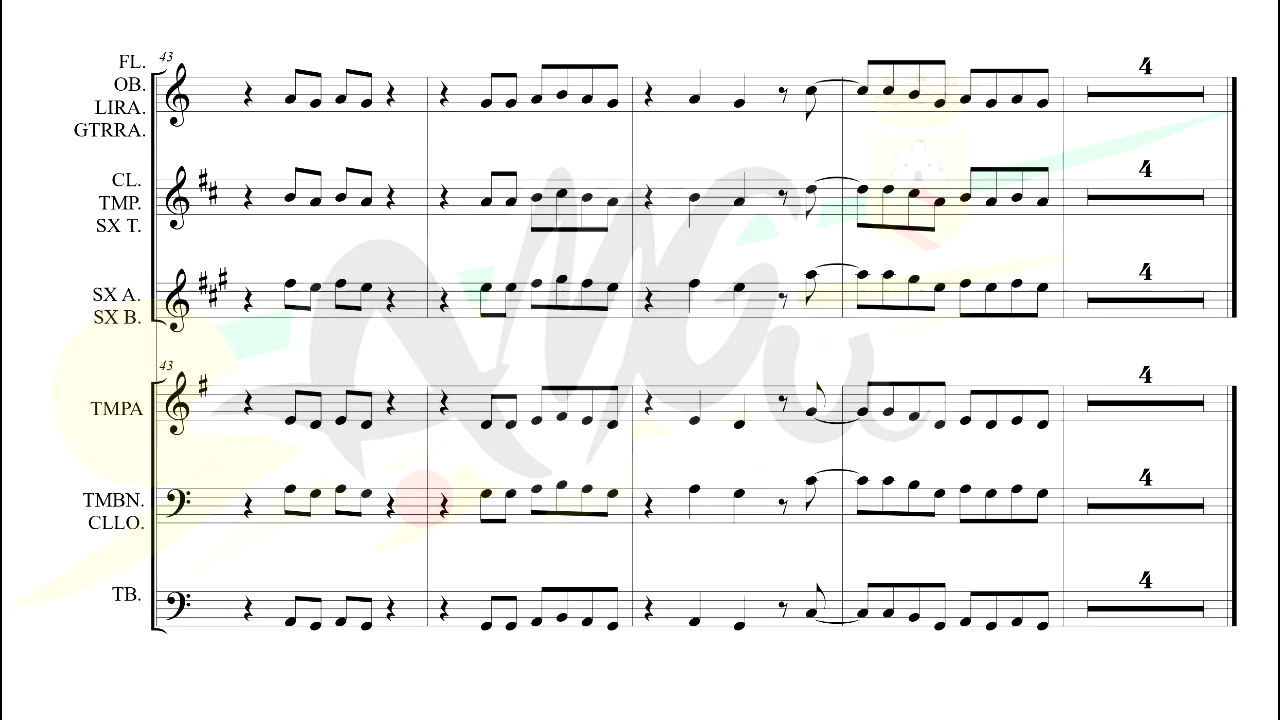 43
FL.
OB.
LIRA.
GTRRA.
4
CL.
TMP.
SX T.
4
SX A.
SX B.
4
43
TMPA
4
TMBN.
CLLO.
4
TB.
4